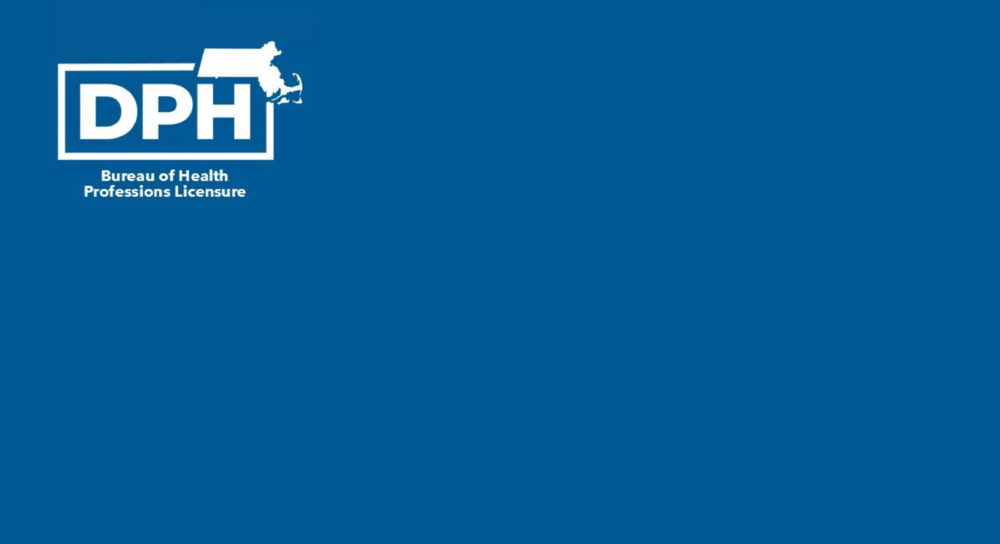 DPH
Bureau of Health
Professions Licensure